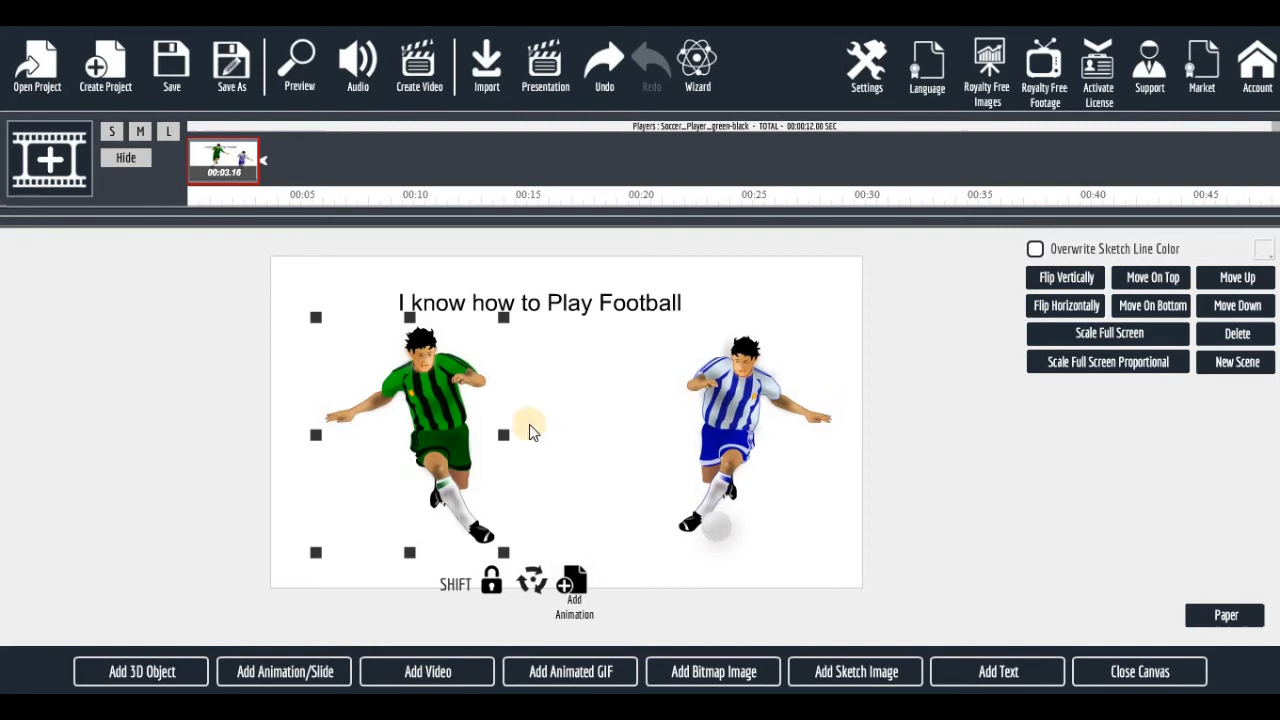 Open Project
Create Project
Save
Save As
Preview
Audio
Create Video
Import
Presentation
Undo
Redo
Wizard
Settings
Language
Royalty Free Images
Royalty Free Footage
Activate License
Support
Market
Account
S M L
Hide
Players : Soccer_Player_green-black - TOTAL - 00:00:12.00 SEC
00:03.16
00:05 00:10 00:15 00:20 00:25 00:30 00:35 00:40 00:45
Overwrite Sketch Line Color
Flip Vertically Move On Top Move Up
Flip Horizontally Move On Bottom Move Down
Scale Full Screen Delete
Scale Full Screen Proportional New Scene
I know how to Play Football
SHIFT
Add
Animation
Paper
Add 3D Object Add Animation/Slide Add Video Add Animated GIF Add Bitmap Image Add Sketch Image Add Text Close Canvas